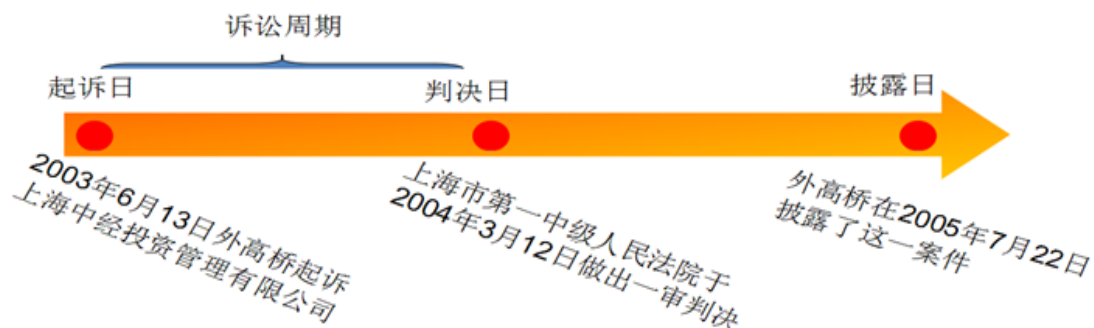 诉讼周期
起诉日
判决日
披露日
2003年6月13日外高桥起诉
上海中经投资管理有限公司
上海市第一中级人民法院于
2004年3月12日做出一审判决
外高桥在2005年7月22日
披露了这一案件